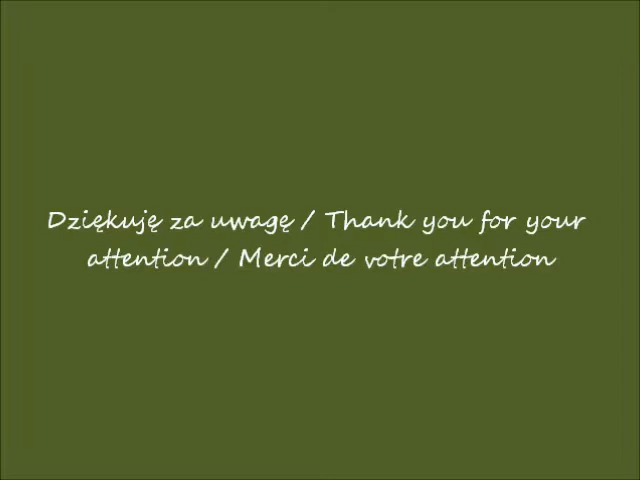 Dziękuję za uwagę / Thank you for your
attention / Merci de votre attention